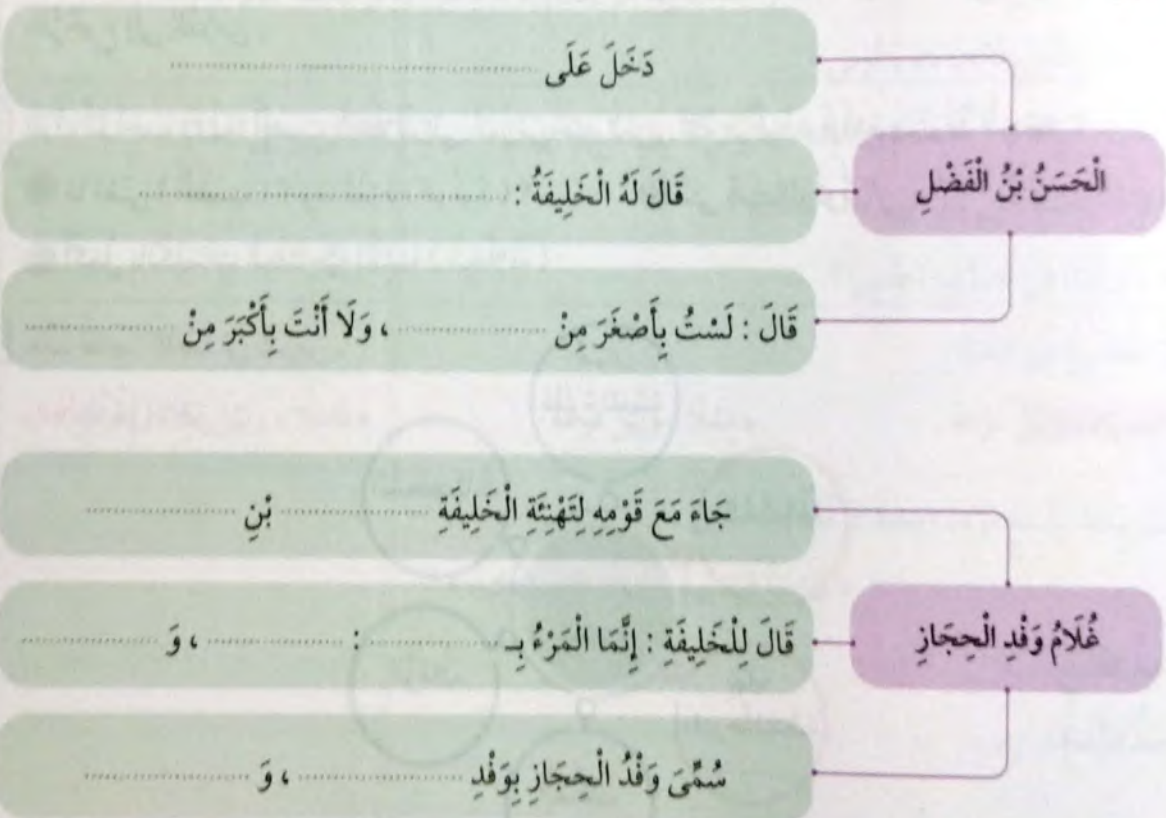 دَخَلَ عَلَى ........................
الْحَسَنُ بْنُ الْفَضْلِ
قَالَ لَهُ الْخَلِيفَةُ : ........................
قَالَ : لَسْتُ بِأَصْغَرَ مِنْ ............ ، وَلَا أَنْتَ بِأَكْبَرَ مِنْ ............
جَاءَ مَعَ قَوْمِهِ لِتَهْنِئَةِ الْخَلِيفَةِ ............ بْنِ ............
غُلَامُ وَفْدِ الْحِجَازِ
قَالَ لِلْخَلِيفَةِ : إِنَّمَا الْمَرْءُ بِـ ............ : ............ ، وَ ............
سُمِّىَ وَفْدُ الْحِجَازِ بِوَفْدِ ............ ، وَ ............